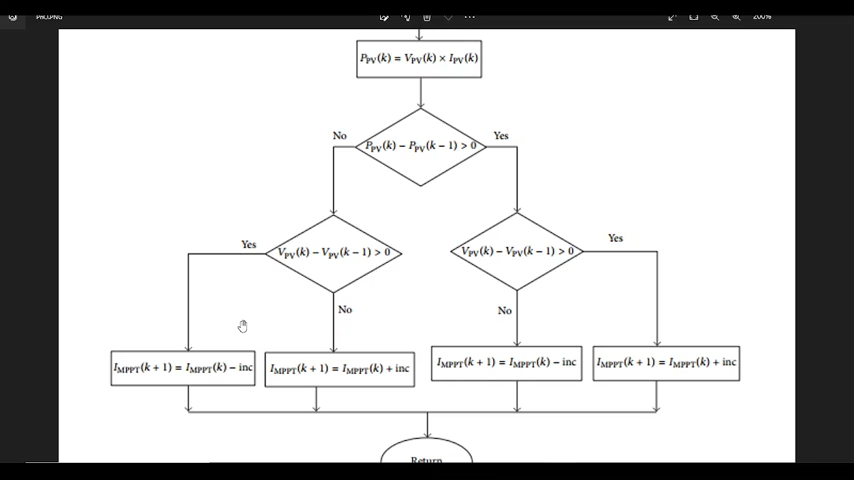 200%
P_PV(k) = V_PV(k) × I_PV(k)
No
Yes
P_PV(k) − P_PV(k − 1) > 0
Yes
V_PV(k) − V_PV(k − 1) > 0
V_PV(k) − V_PV(k − 1) > 0
Yes
No
No
I_MPPT(k + 1) = I_MPPT(k) − inc
I_MPPT(k + 1) = I_MPPT(k) + inc
I_MPPT(k + 1) = I_MPPT(k) − inc
I_MPPT(k + 1) = I_MPPT(k) + inc
Return